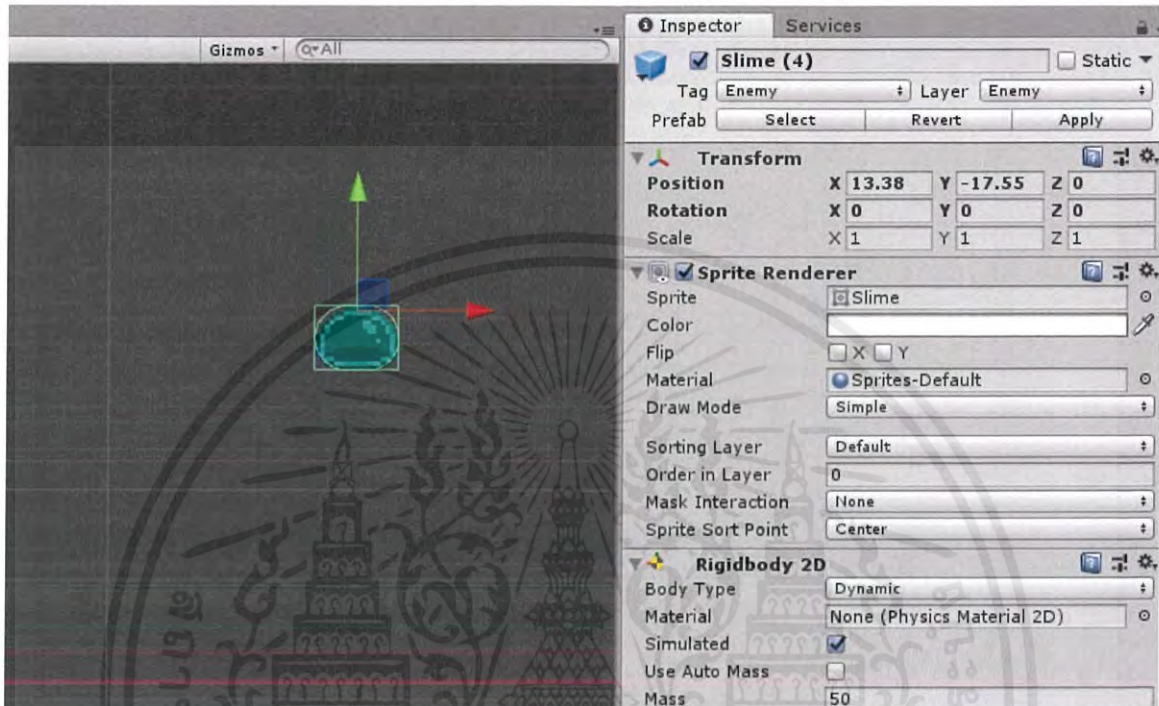 Inspector Services
Gizmos All
Slime (4) Static
Tag Enemy Layer Enemy
Prefab Select Revert Apply
Transform
Position X 13.38 Y -17.55 Z 0
Rotation X 0 Y 0 Z 0
Scale X 1 Y 1 Z 1
Sprite Renderer
Sprite Slime
Color
Flip X Y
Material Sprites-Default
Draw Mode Simple
Sorting Layer Default
Order in Layer 0
Mask Interaction None
Sprite Sort Point Center
Rigidbody 2D
Body Type Dynamic
Material None (Physics Material 2D)
Simulated
Use Auto Mass
Mass 50